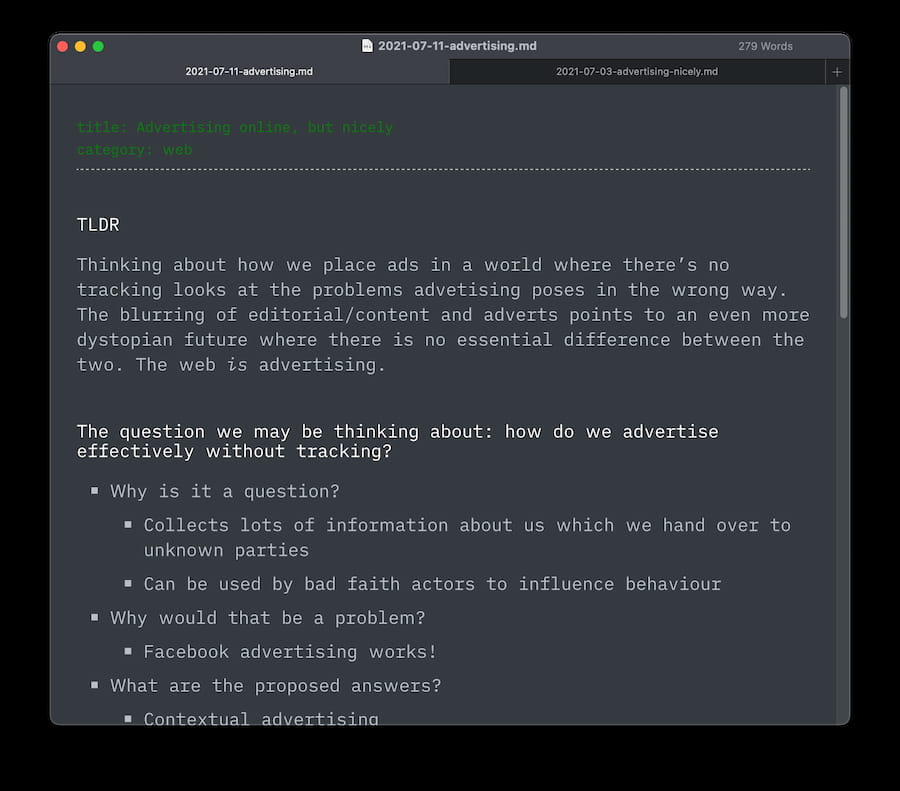 2021-07-11-advertising.md
279 Words
2021-07-11-advertising.md
2021-07-03-advertising-nicely.md
+
title: Advertising online, but nicely
category: web
TLDR
Thinking about how we place ads in a world where there’s no
tracking looks at the problems advetising poses in the wrong way.
The blurring of editorial/content and adverts points to an even more
dystopian future where there is no essential difference between the
two. The web is advertising.
The question we may be thinking about: how do we advertise
effectively without tracking?
▪ Why is it a question?
▪ Collects lots of information about us which we hand over to
unknown parties
▪ Can be used by bad faith actors to influence behaviour
▪ Why would that be a problem?
▪ Facebook advertising works!
▪ What are the proposed answers?
▪ Contextual advertising